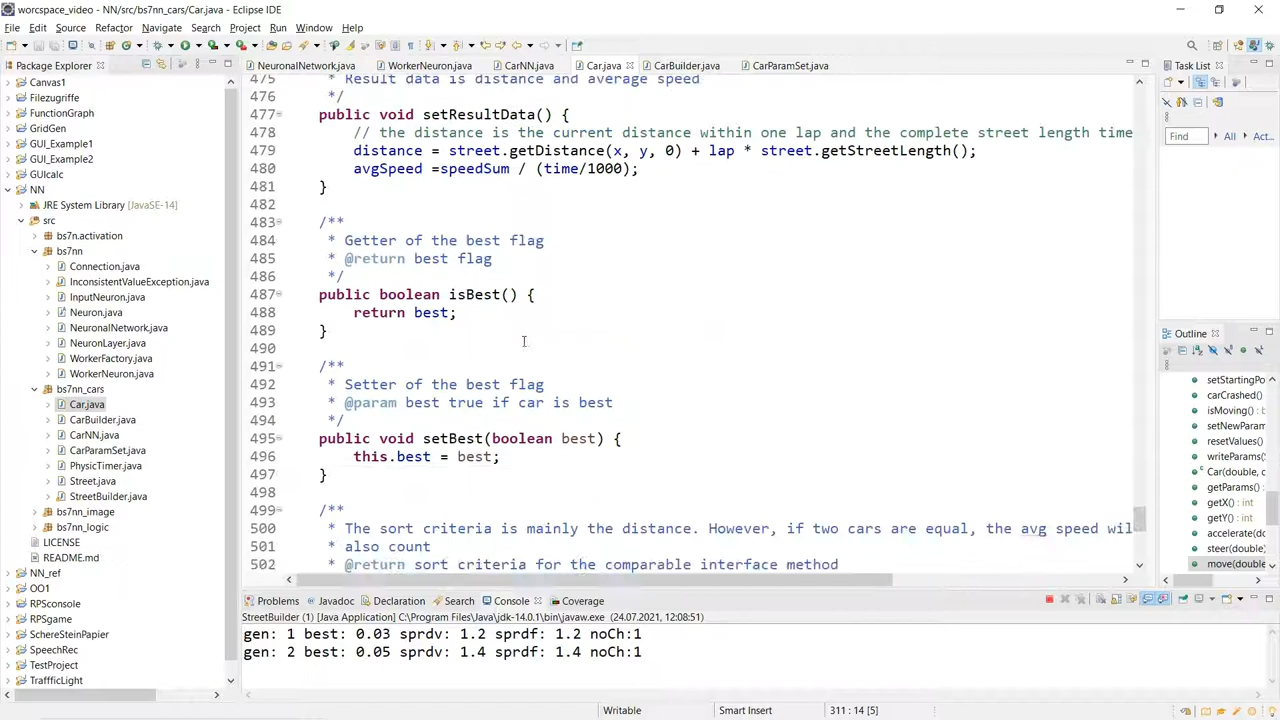 worcspace_video - NN/src/bs7nn_cars/Car.java - Eclipse IDE
File Edit Source Refactor Navigate Search Project Run Window Help
Package Explorer
NeuronalNetwork.java
WorkerNeuron.java
CarNN.java
Car.java
CarBuilder.java
CarParamSet.java
Task List
Find
All
Act...
Outline
Canvas1
Filezugriffe
FunctionGraph
GridGen
GUI_Example1
GUI_Example2
GUIcalc
NN
JRE System Library [JavaSE-14]
src
bs7n.activation
bs7nn
Connection.java
InconsistentValueException.java
InputNeuron.java
Neuron.java
NeuronalNetwork.java
NeuronLayer.java
WorkerFactory.java
WorkerNeuron.java
bs7nn_cars
Car.java
CarBuilder.java
CarNN.java
CarParamSet.java
PhysicTimer.java
Street.java
StreetBuilder.java
bs7nn_image
bs7nn_logic
LICENSE
README.md
NN_ref
OO1
RPSconsole
RPSgame
SchereSteinPapier
SpeechRec
TestProject
TraffficLight
475 * Result data is distance and average speed
476 */
477 public void setResultData() {
478 // the distance is the current distance within one lap and the complete street length time
479 distance = street.getDistance(x, y, 0) + lap * street.getStreetLength();
480 avgSpeed =speedSum / (time/1000);
481 }
482
483 /**
484 * Getter of the best flag
485 * @return best flag
486 */
487 public boolean isBest() {
488 return best;
489 }
490
491 /**
492 * Setter of the best flag
493 * @param best true if car is best
494 */
495 public void setBest(boolean best) {
496 this.best = best;
497 }
498
499 /**
500 * The sort criteria is mainly the distance. However, if two cars are equal, the avg speed wil
501 * also count
502 * @return sort criteria for the comparable interface method
setStartingPo
carCrashed()
isMoving() :
setNewParam
resetValues()
writeParams(
Car(double, d
getParams()
getX() : int
getY() : int
accelerate(do
steer(double)
move(double
Problems Javadoc Declaration Search Console Coverage
StreetBuilder (1) [Java Application] C:\Program Files\Java\jdk-14.0.1\bin\javaw.exe (24.07.2021, 12:08:51)
gen: 1 best: 0.03 sprdv: 1.2 sprdf: 1.2 noCh:1
gen: 2 best: 0.05 sprdv: 1.4 sprdf: 1.4 noCh:1
Writable
Smart Insert
311 : 14 [5]